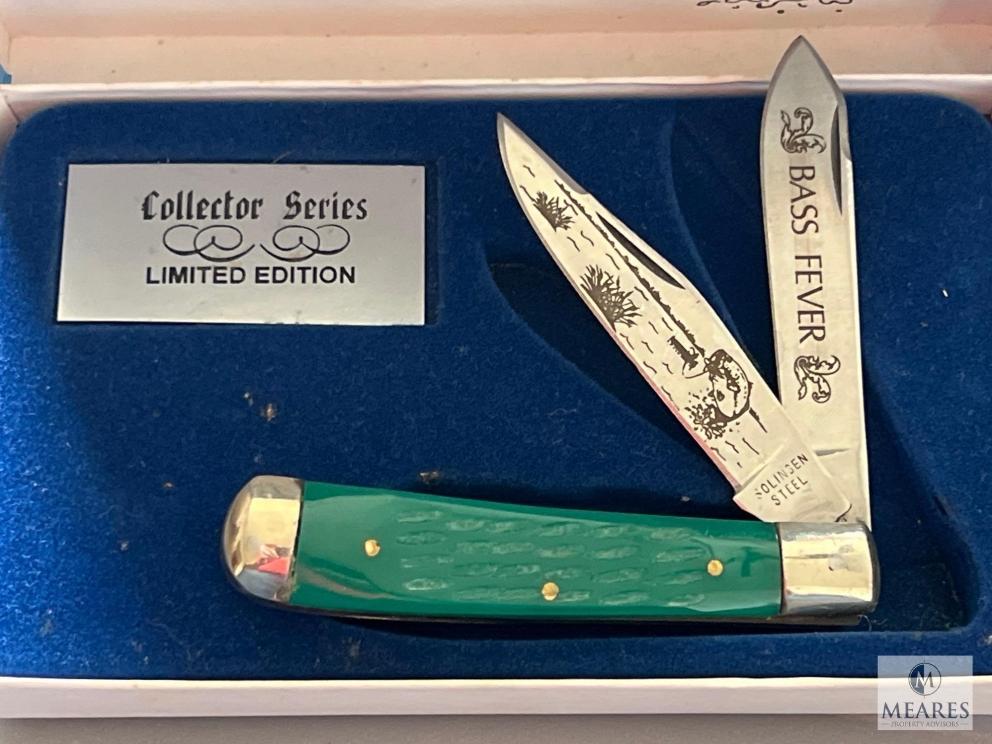 Collector Series
LIMITED EDITION
BASS FEVER
SOLINGEN
STEEL
M
MEARES
PROPERTY ADVISORS